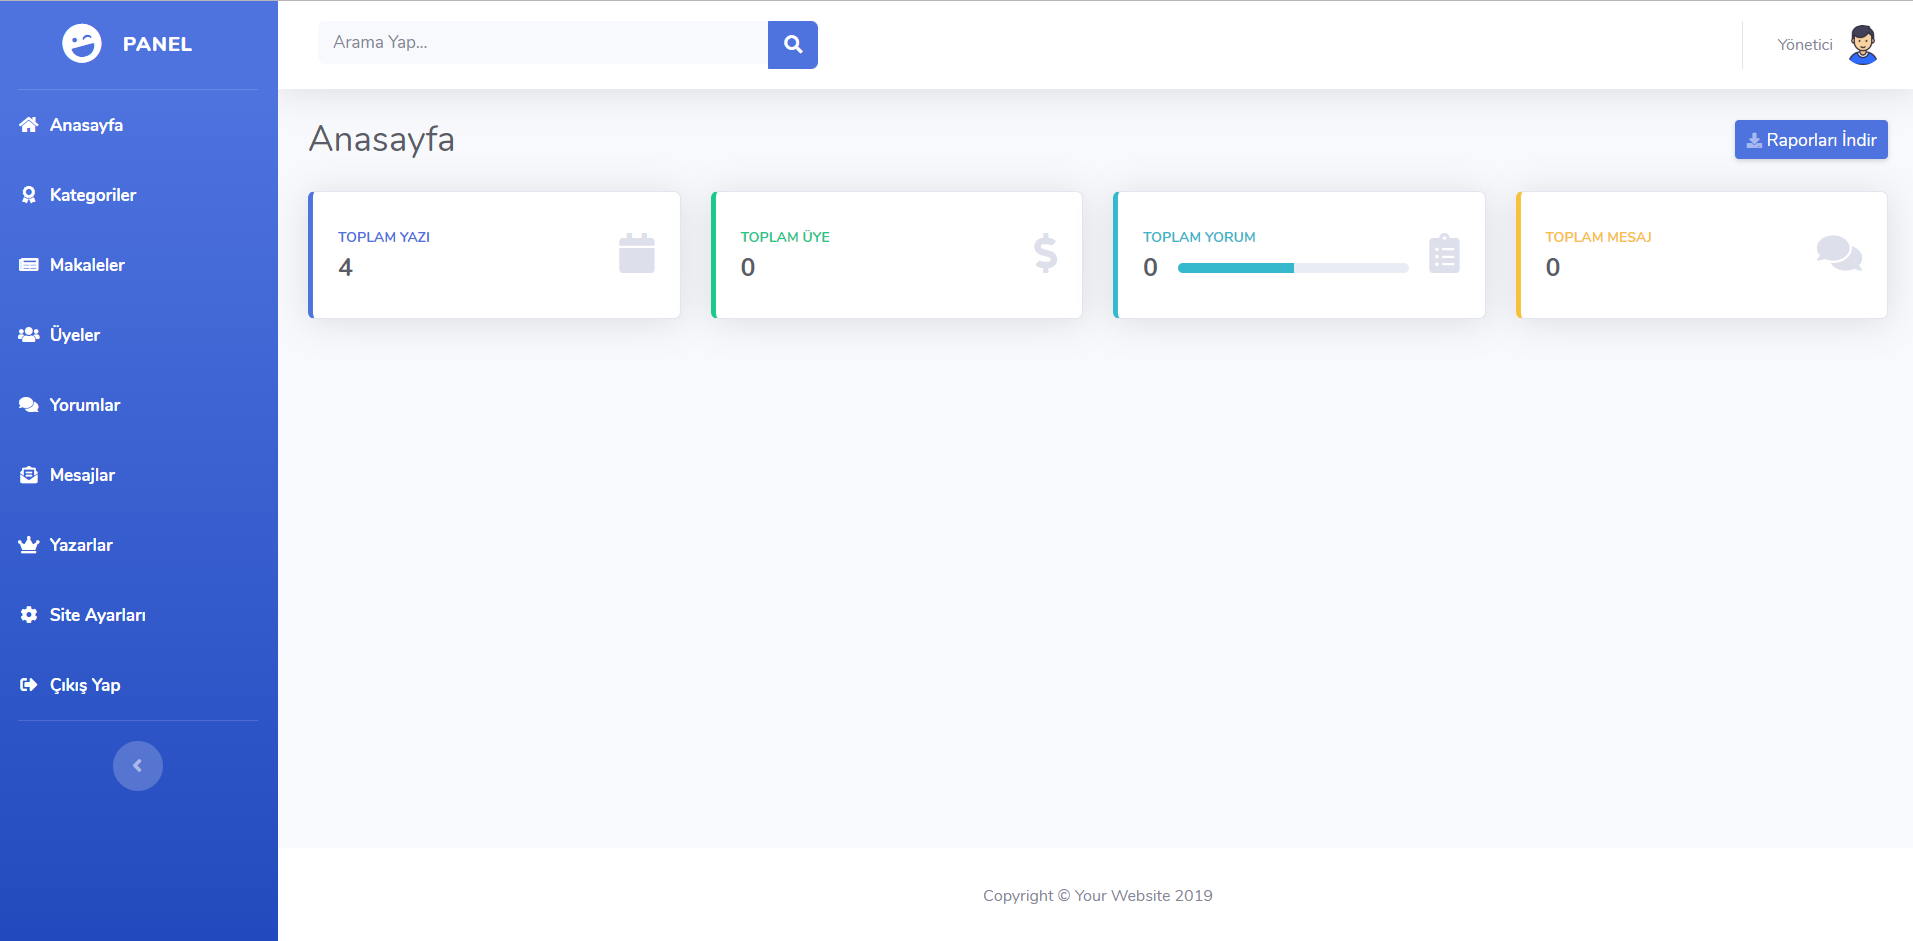 PANEL
Arama Yap...
Yönetici
Anasayfa
Kategoriler
Makaleler
Üyeler
Yorumlar
Mesajlar
Yazarlar
Site Ayarları
Çıkış Yap
Anasayfa
Raporları İndir
TOPLAM YAZI
4
TOPLAM ÜYE
0
TOPLAM YORUM
0
TOPLAM MESAJ
0
Copyright © Your Website 2019